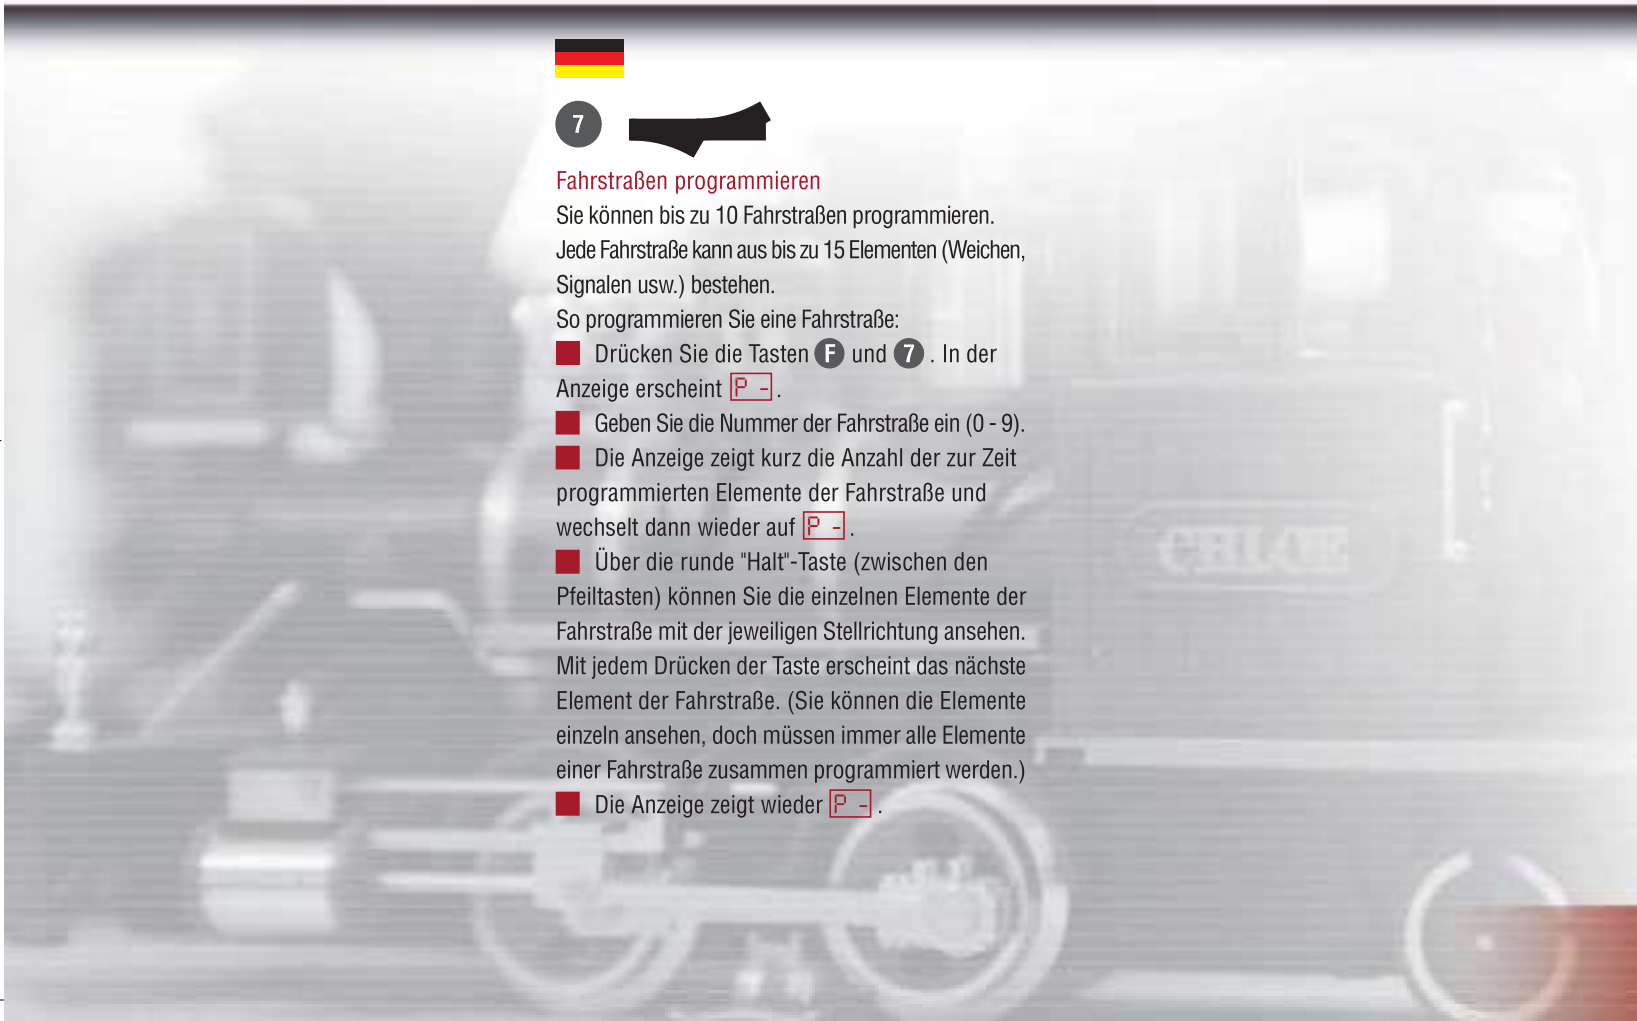 7
Fahrstraßen programmieren
Sie können bis zu 10 Fahrstraßen programmieren.
Jede Fahrstraße kann aus bis zu 15 Elementen (Weichen,
Signalen usw.) bestehen.
So programmieren Sie eine Fahrstraße:
Drücken Sie die Tasten F und 7 . In der
Anzeige erscheint P - .
Geben Sie die Nummer der Fahrstraße ein (0 - 9).
Die Anzeige zeigt kurz die Anzahl der zur Zeit
programmierten Elemente der Fahrstraße und
wechselt dann wieder auf P - .
Über die runde "Halt"-Taste (zwischen den
Pfeiltasten) können Sie die einzelnen Elemente der
Fahrstraße mit der jeweiligen Stellrichtung ansehen.
Mit jedem Drücken der Taste erscheint das nächste
Element der Fahrstraße. (Sie können die Elemente
einzeln ansehen, doch müssen immer alle Elemente
einer Fahrstraße zusammen programmiert werden.)
Die Anzeige zeigt wieder P - .